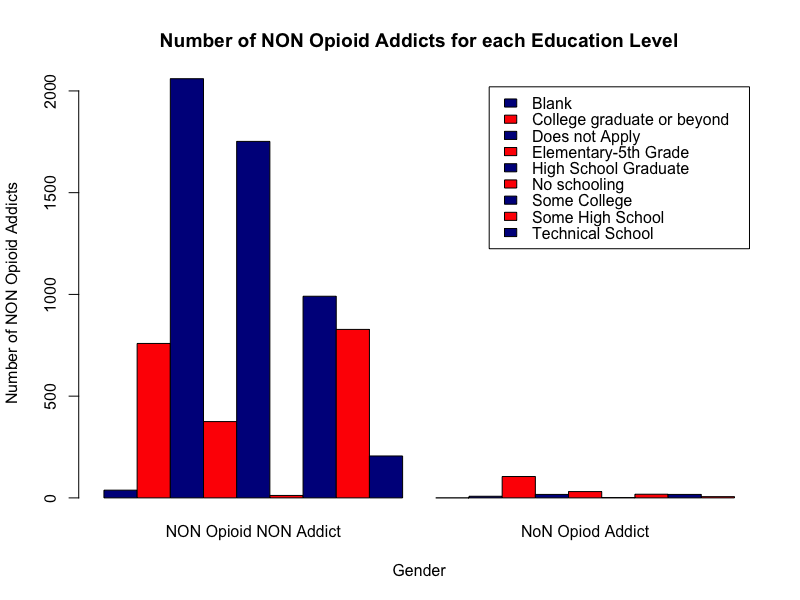 Number of NON Opioid Addicts for each Education Level
Number of NON Opioid Addicts
2000
1500
1000
500
0
Blank
College graduate or beyond
Does not Apply
Elementary-5th Grade
High School Graduate
No schooling
Some College
Some High School
Technical School
NON Opioid NON Addict
NoN Opiod Addict
Gender